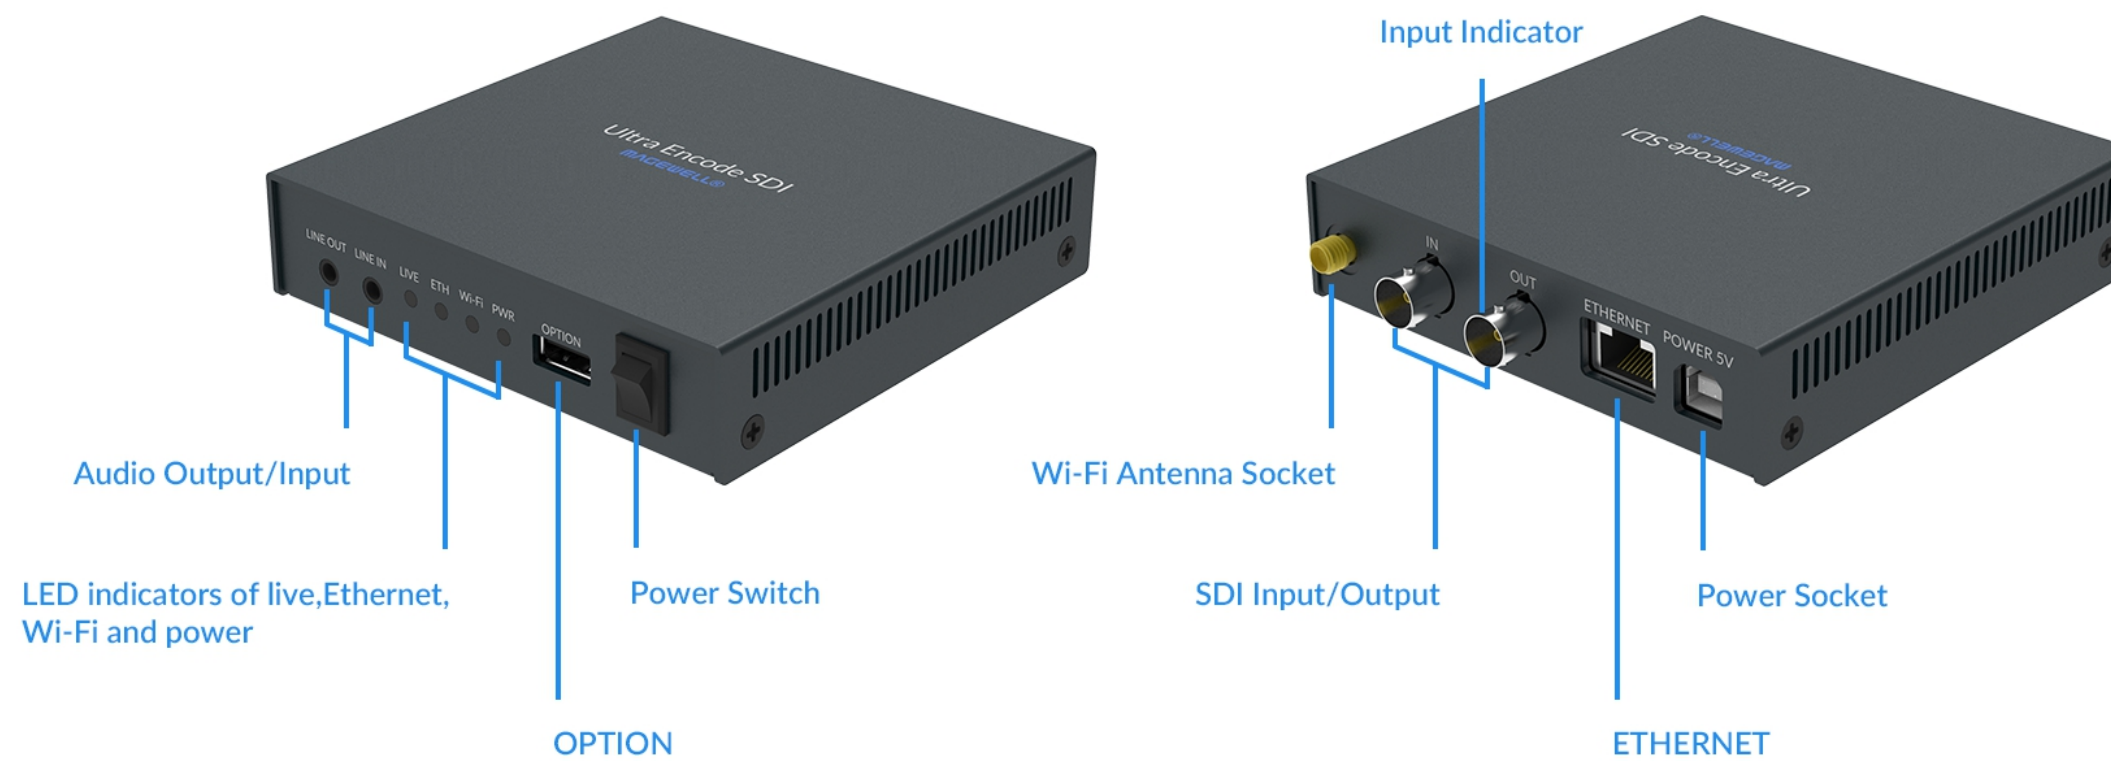 Ultra Encode SDI
MAGEWELL®
LINE OUT
LINE IN
LIVE
ETH
Wi-Fi
PWR
OPTION
Audio Output/Input
LED indicators of live,Ethernet,
Wi-Fi and power
Power Switch
OPTION
Input Indicator
Ultra Encode SDI
MAGEWELL®
IN
OUT
ETHERNET
POWER 5V
Wi-Fi Antenna Socket
SDI Input/Output
Power Socket
ETHERNET